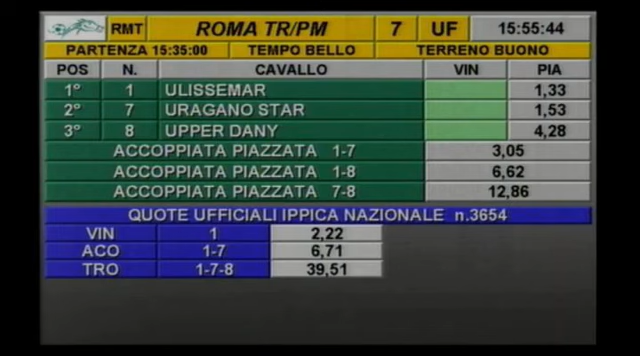 RMT ROMA TR/PM 7 UF 15:55:44
PARTENZA 15:35:00 TEMPO BELLO TERRENO BUONO
POS N. CAVALLO VIN PIA
1° 1 ULISSEMAR 1,33
2° 7 URAGANO STAR 1,53
3° 8 UPPER DANY 4,28
ACCOPPIATA PIAZZATA 1-7 3,05
ACCOPPIATA PIAZZATA 1-8 6,62
ACCOPPIATA PIAZZATA 7-8 12,86
QUOTE UFFICIALI IPPICA NAZIONALE n.3654
VIN 1 2,22
ACO 1-7 6,71
TRO 1-7-8 39,51